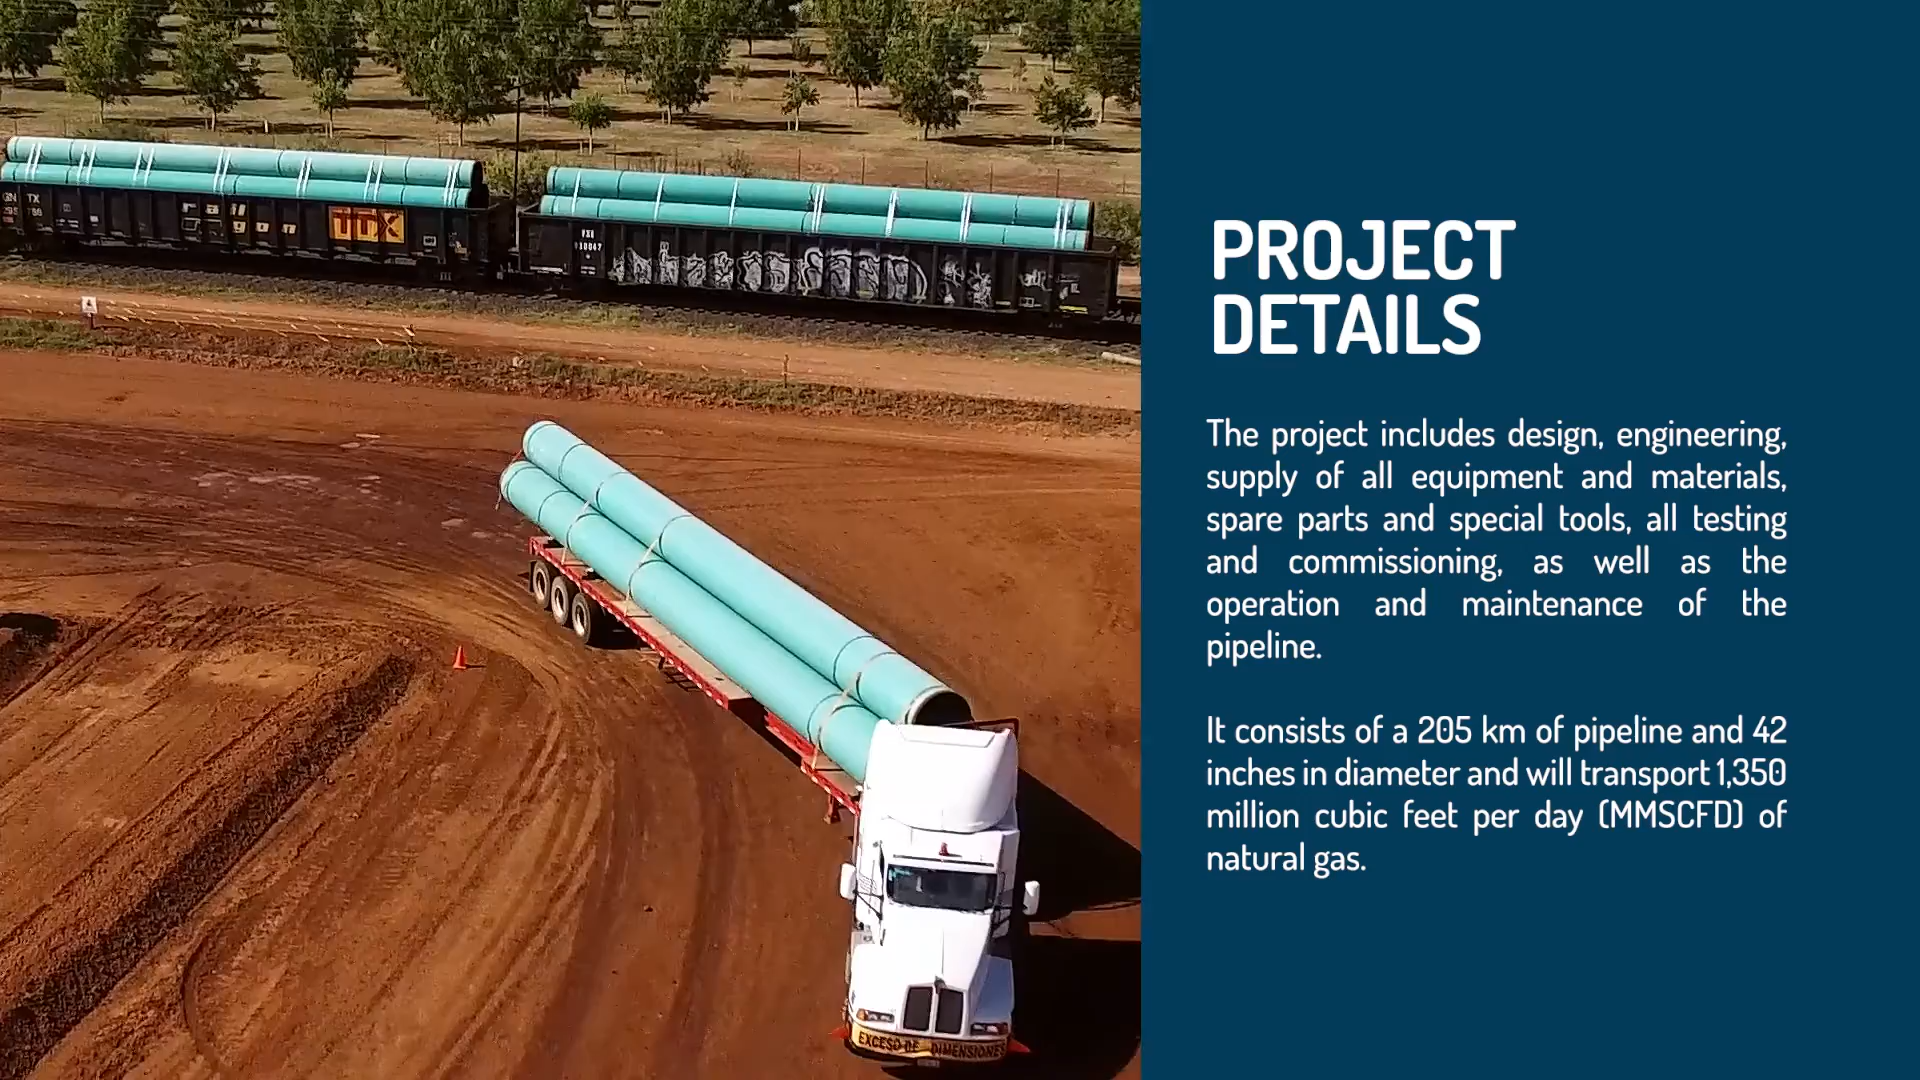 PROJECT
DETAILS
The project includes design, engineering,
supply of all equipment and materials,
spare parts and special tools, all testing
and commissioning, as well as the
operation and maintenance of the
pipeline.
It consists of a 205 km of pipeline and 42
inches in diameter and will transport 1,350
million cubic feet per day (MMSCFD) of
natural gas.
TTX
EXCESO DE DIMENSIONES